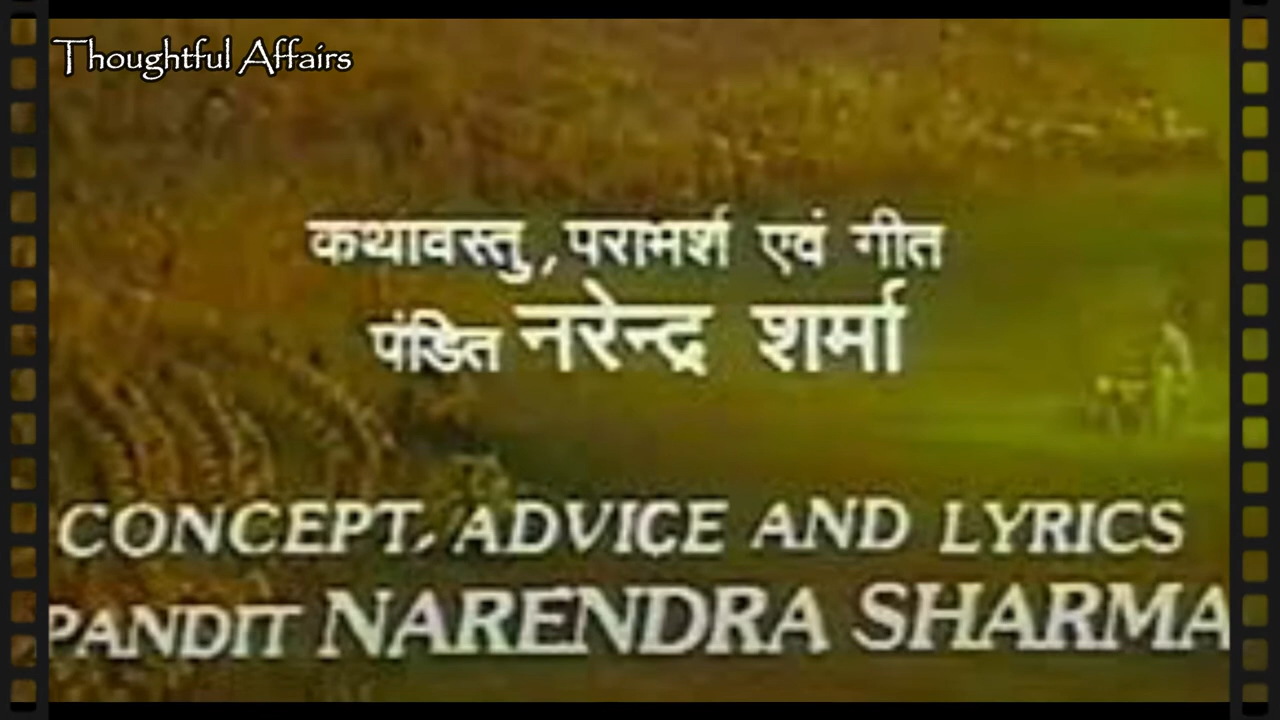 Thoughtful Affairs
कथावस्तु, परामर्श एवं गीत
पंडित नरेन्द्र शर्मा
CONCEPT, ADVICE AND LYRICS
PANDIT NARENDRA SHARMA